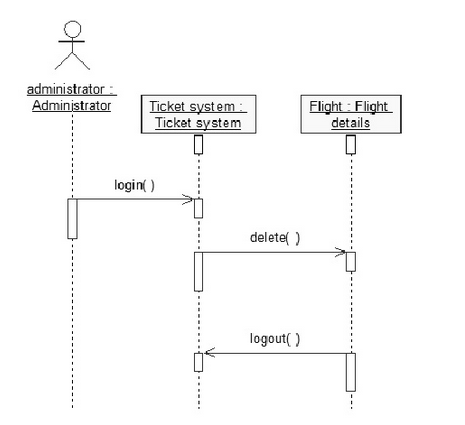 administrator :
Administrator
Ticket system :
Ticket system
Flight : Flight
details
login( )
delete( )
logout( )